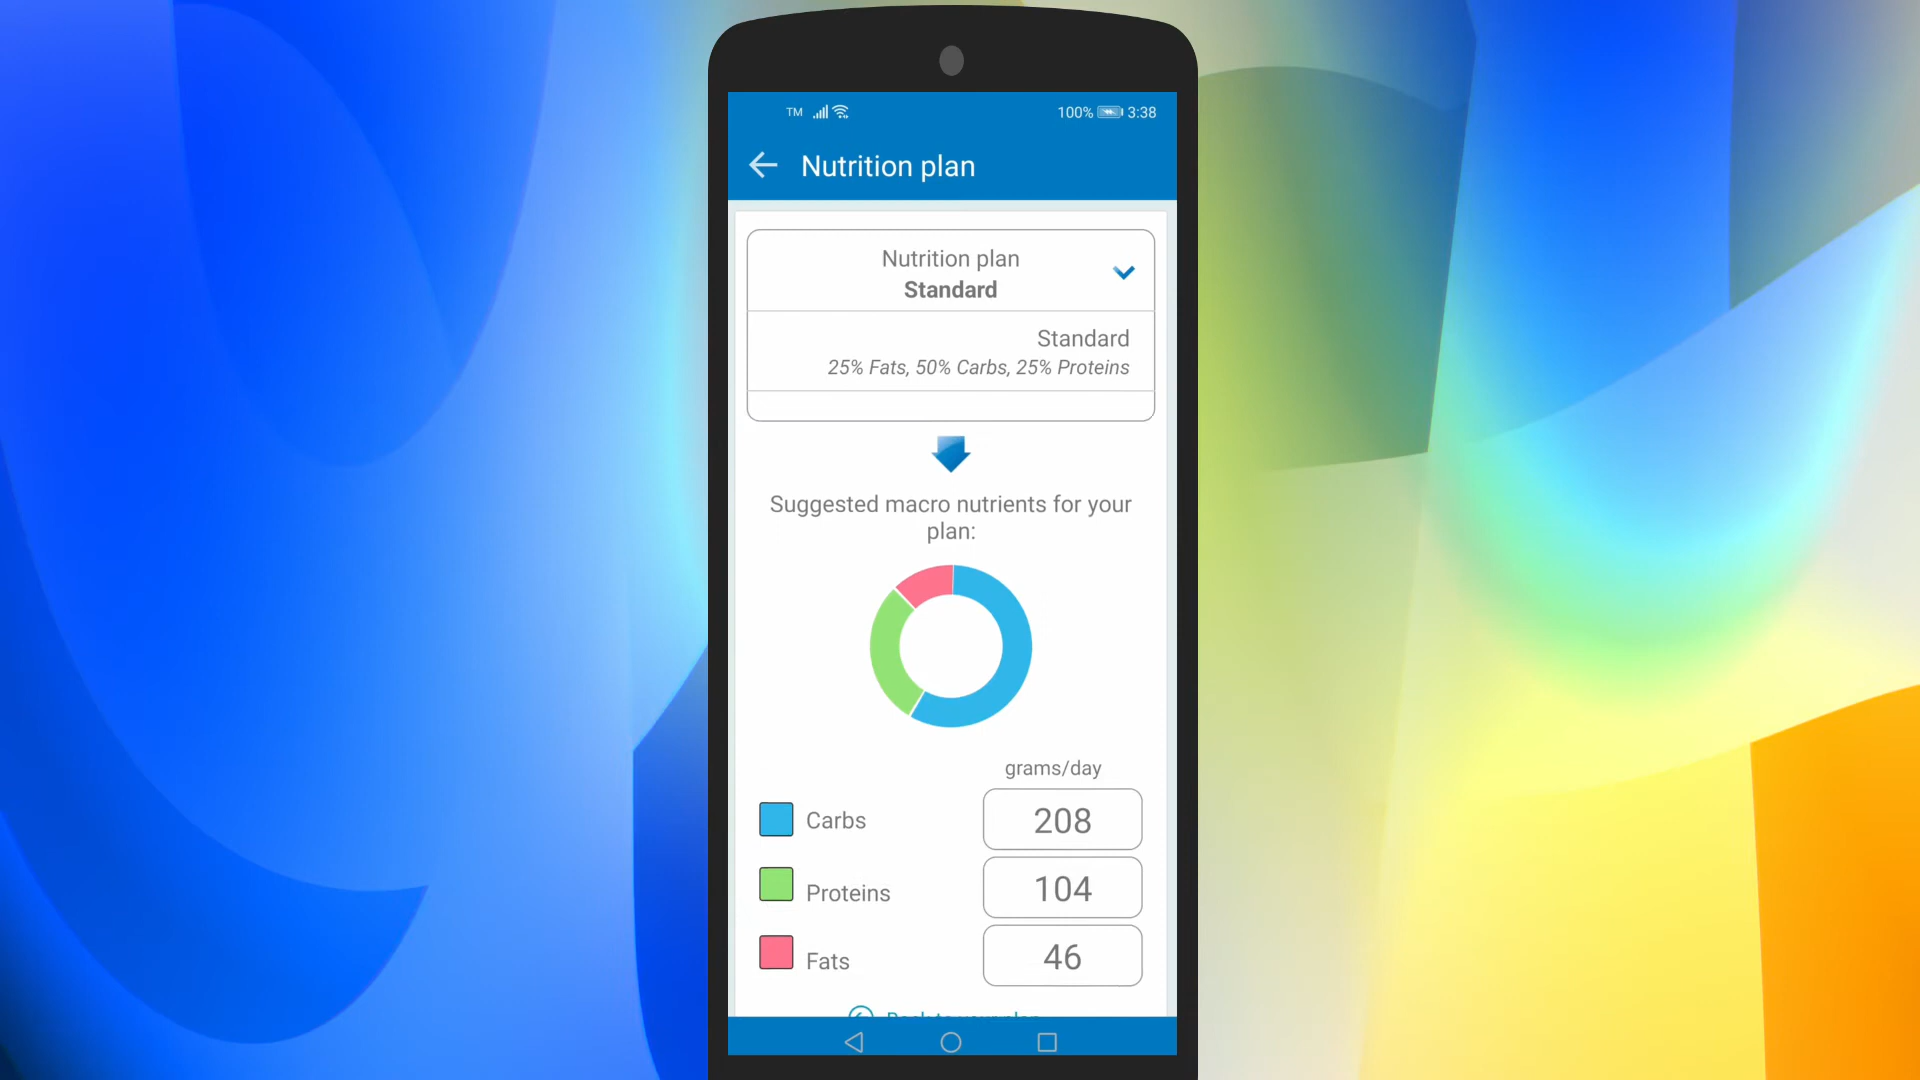 TM 100% 3:38
Nutrition plan
Nutrition plan
Standard
Standard
25% Fats, 50% Carbs, 25% Proteins
Suggested macro nutrients for your
plan:
grams/day
Carbs 208
Proteins 104
Fats 46